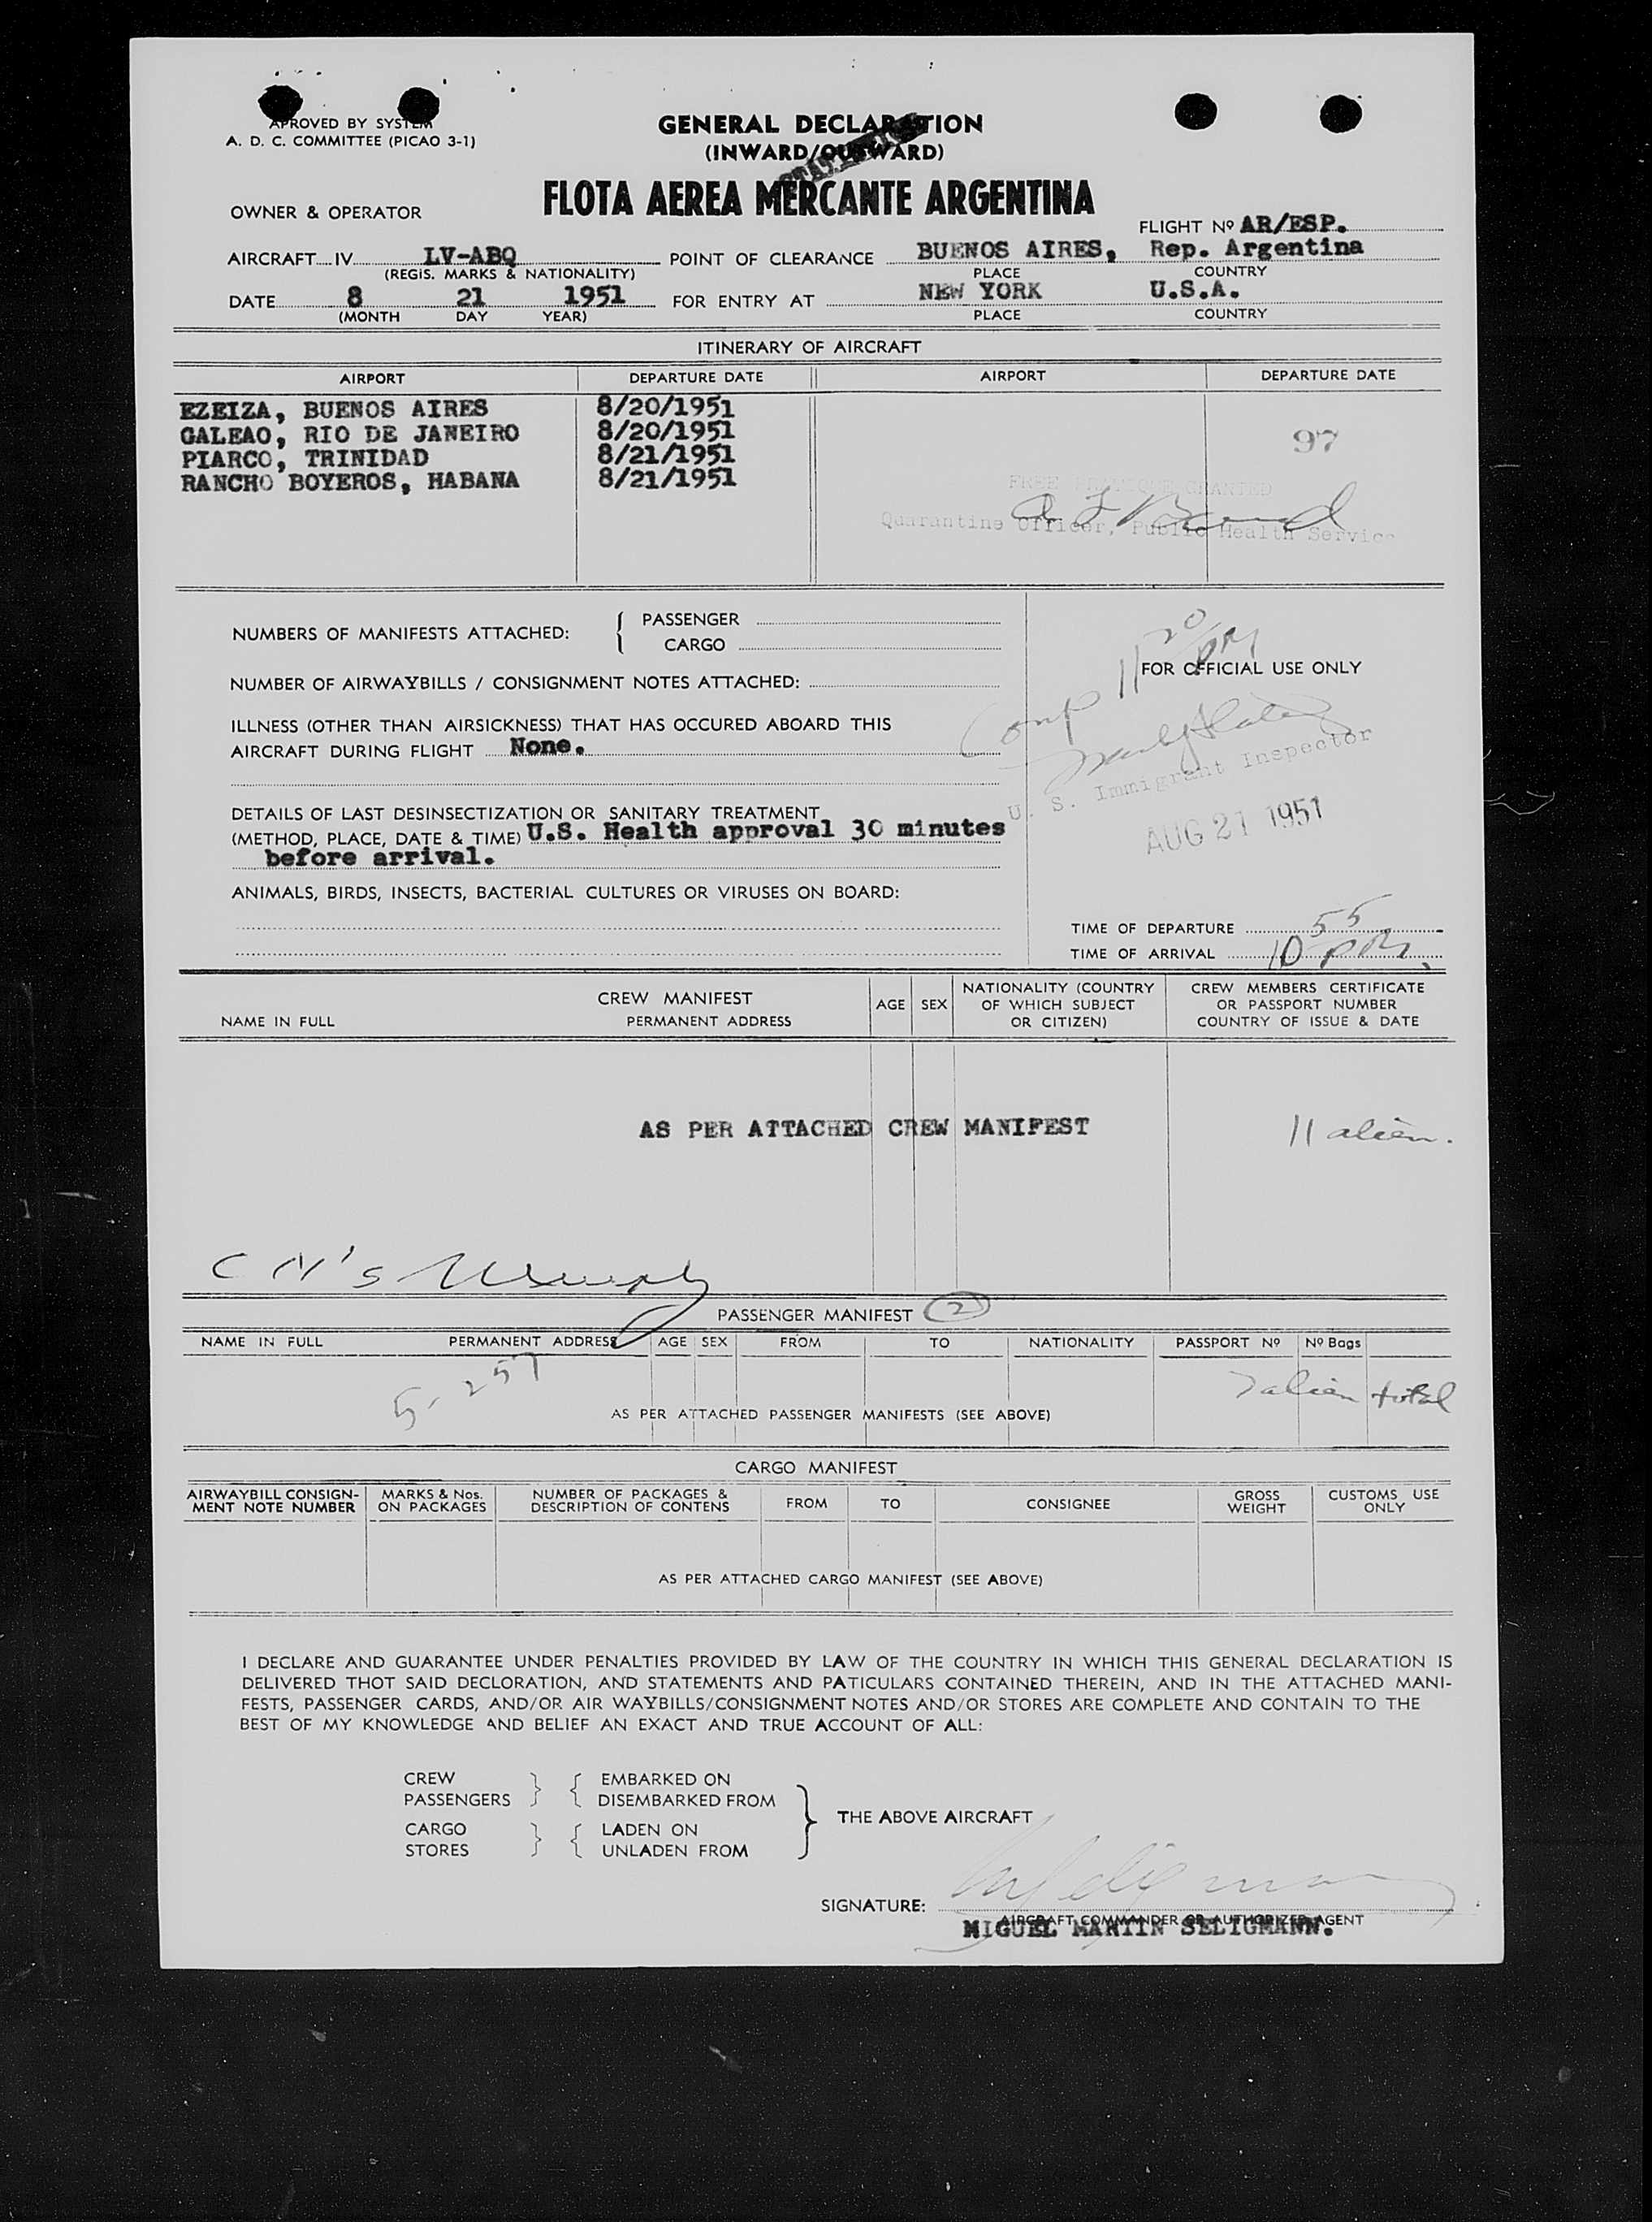 APROVED BY SYSTEM
A. D. C. COMMITTEE (PICAO 3-1)
GENERAL DECLARATION
(INWARD/OUTWARD)
OWNER & OPERATOR
FLOTA AEREA MERCANTE ARGENTINA
FLIGHT Nº AR/ESP.
AIRCRAFT IV LV-ABQ POINT OF CLEARANCE BUENOS AIRES, Rep. Argentina
(REGIS. MARKS & NATIONALITY) PLACE COUNTRY
DATE 8 21 1951 FOR ENTRY AT NEW YORK U.S.A.
(MONTH DAY YEAR) PLACE COUNTRY
ITINERARY OF AIRCRAFT
AIRPORT DEPARTURE DATE AIRPORT DEPARTURE DATE
EZEIZA, BUENOS AIRES 8/20/1951
GALEAO, RIO DE JANEIRO 8/20/1951
PIARCO, TRINIDAD 8/21/1951
RANCHO BOYEROS, HABANA 8/21/1951
97
FREE PRATIQUE GRANTED
Quarantine Officer, Public Health Service
NUMBERS OF MANIFESTS ATTACHED: { PASSENGER
CARGO
NUMBER OF AIRWAYBILLS / CONSIGNMENT NOTES ATTACHED:
ILLNESS (OTHER THAN AIRSICKNESS) THAT HAS OCCURED ABOARD THIS
AIRCRAFT DURING FLIGHT None.
DETAILS OF LAST DESINSECTIZATION OR SANITARY TREATMENT
(METHOD, PLACE, DATE & TIME) U.S. Health approval 30 minutes
before arrival.
ANIMALS, BIRDS, INSECTS, BACTERIAL CULTURES OR VIRUSES ON BOARD:
FOR OFFICIAL USE ONLY
Comp 11 20 PM
U. S. Immigrant Inspector
AUG 21 1951
TIME OF DEPARTURE
TIME OF ARRIVAL 10 55 PM.
CREW MANIFEST
NAME IN FULL PERMANENT ADDRESS AGE SEX NATIONALITY (COUNTRY OF WHICH SUBJECT OR CITIZEN) CREW MEMBERS CERTIFICATE OR PASSPORT NUMBER COUNTRY OF ISSUE & DATE
AS PER ATTACHED CREW MANIFEST 11 alien.
PASSENGER MANIFEST 2
NAME IN FULL PERMANENT ADDRESS AGE SEX FROM TO NATIONALITY PASSPORT Nº Nº Bags
5-257
7 alien total
AS PER ATTACHED PASSENGER MANIFESTS (SEE ABOVE)
CARGO MANIFEST
AIRWAYBILL CONSIGN-MENT NOTE NUMBER MARKS & Nos. ON PACKAGES NUMBER OF PACKAGES & DESCRIPTION OF CONTENS FROM TO CONSIGNEE GROSS WEIGHT CUSTOMS USE ONLY
AS PER ATTACHED CARGO MANIFEST (SEE ABOVE)
I DECLARE AND GUARANTEE UNDER PENALTIES PROVIDED BY LAW OF THE COUNTRY IN WHICH THIS GENERAL DECLARATION IS
DELIVERED THOT SAID DECLORATION, AND STATEMENTS AND PATICULARS CONTAINED THEREIN, AND IN THE ATTACHED MANI-
FESTS, PASSENGER CARDS, AND/OR AIR WAYBILLS/CONSIGNMENT NOTES AND/OR STORES ARE COMPLETE AND CONTAIN TO THE
BEST OF MY KNOWLEDGE AND BELIEF AN EXACT AND TRUE ACCOUNT OF ALL:
CREW EMBARKED ON
PASSENGERS DISEMBARKED FROM
THE ABOVE AIRCRAFT
CARGO LADEN ON
STORES UNLADEN FROM
SIGNATURE:
AIRCRAFT COMMANDER OR AUTHORIZED AGENT
MIGUEL MARTIN SELIGMANN.